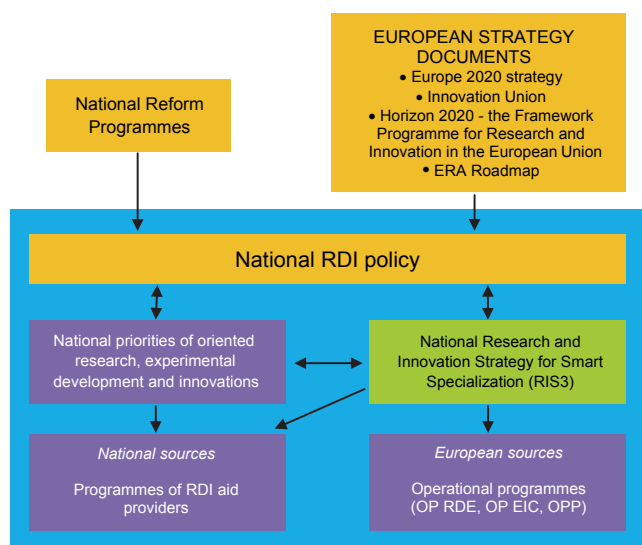 National Reform
Programmes
EUROPEAN STRATEGY
DOCUMENTS
• Europe 2020 strategy
• Innovation Union
• Horizon 2020 - the Framework
Programme for Research and
Innovation in the European Union
• ERA Roadmap
National RDI policy
National priorities of oriented
research, experimental
development and innovations
National Research and
Innovation Strategy for Smart
Specialization (RIS3)
National sources
Programmes of RDI aid
providers
European sources
Operational programmes
(OP RDE, OP EIC, OPP)